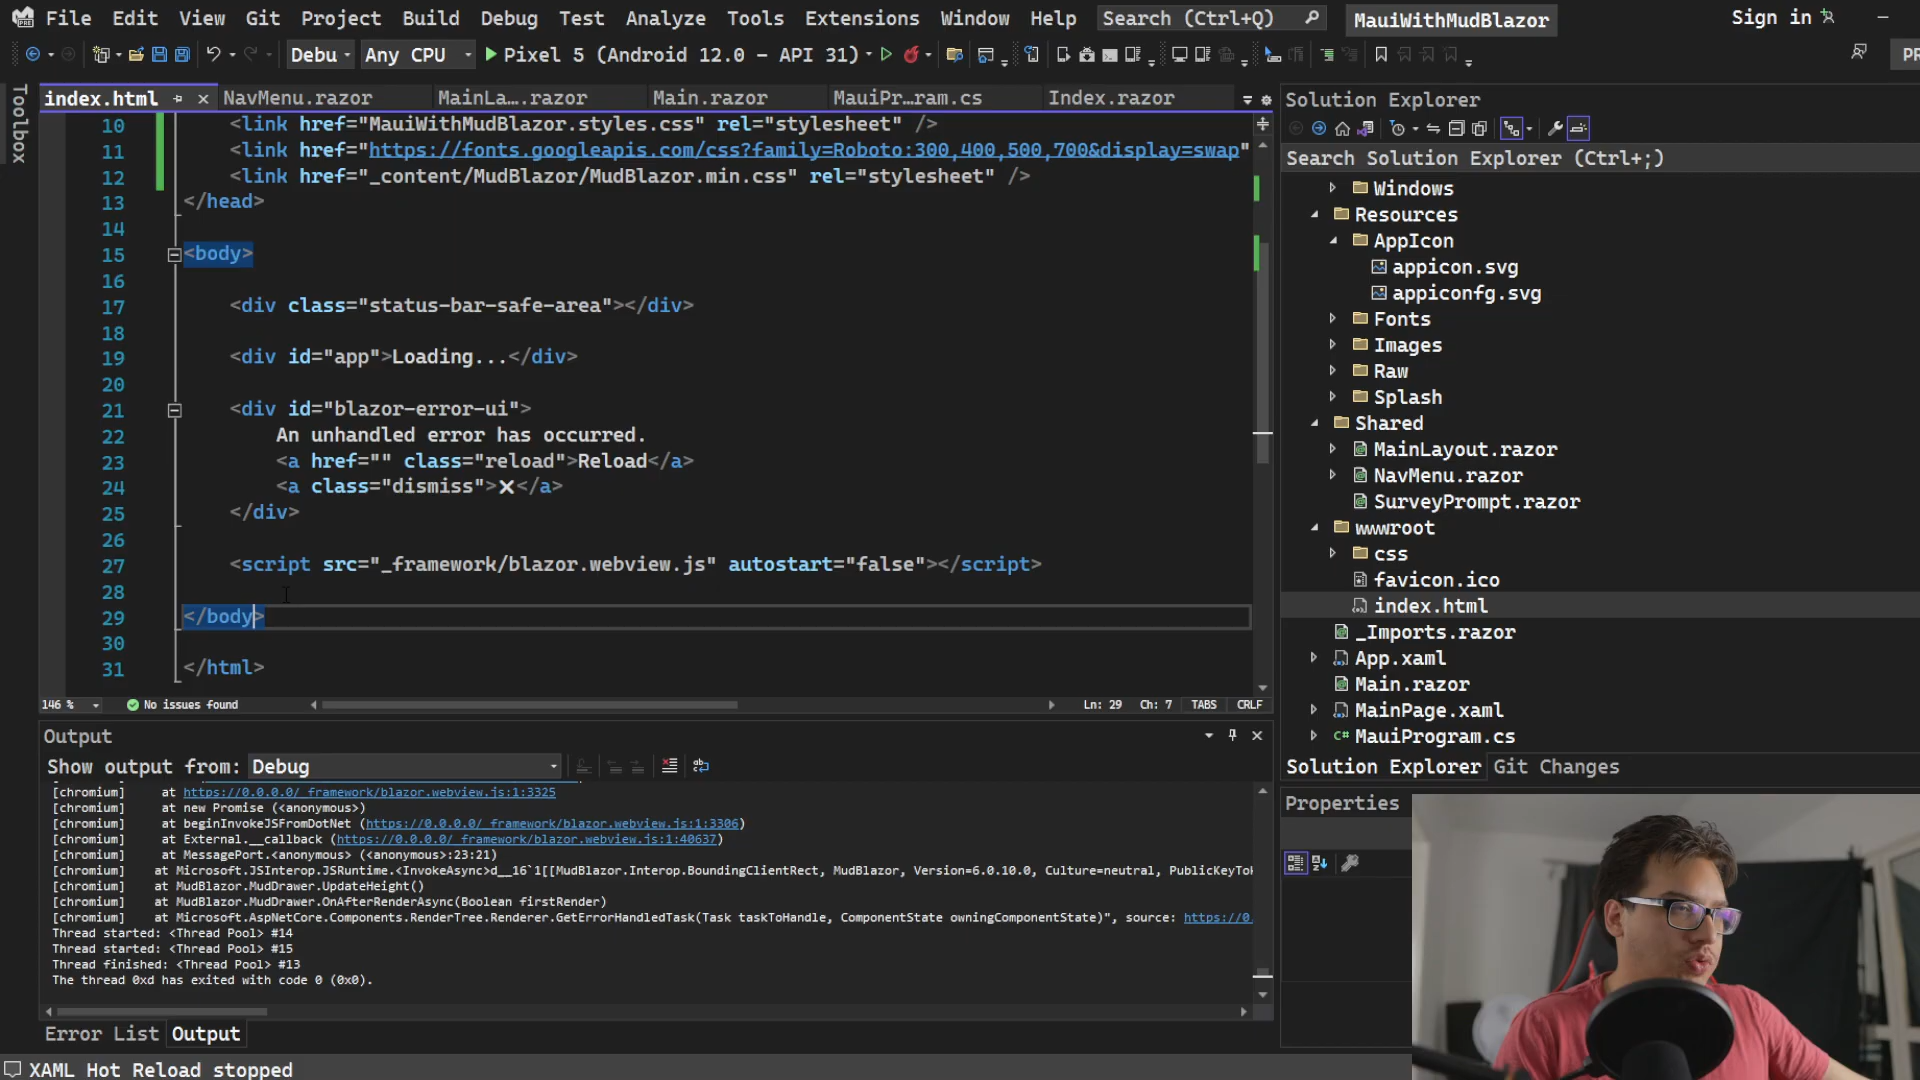 File Edit View Git Project Build Debug Test Analyze Tools Extensions Window Help Search (Ctrl+Q) MauiWithMudBlazor Sign in
Debu Any CPU Pixel 5 (Android 12.0 - API 31)
Toolbox
index.html NavMenu.razor MainLa….razor Main.razor MauiPr…ram.cs Index.razor
10 <link href="MauiWithMudBlazor.styles.css" rel="stylesheet" />
11 <link href="https://fonts.googleapis.com/css?family=Roboto:300,400,500,700&display=swap"
12 <link href="_content/MudBlazor/MudBlazor.min.css" rel="stylesheet" />
13 </head>
14
15 <body>
16
17 <div class="status-bar-safe-area"></div>
18
19 <div id="app">Loading...</div>
20
21 <div id="blazor-error-ui">
22 An unhandled error has occurred.
23 <a href="" class="reload">Reload</a>
24 <a class="dismiss">🗙</a>
25 </div>
26
27 <script src="_framework/blazor.webview.js" autostart="false"></script>
28
29 </body>
30
31 </html>
146 % No issues found Ln: 29 Ch: 7 TABS CRLF
Output
Show output from: Debug
[chromium] at https://0.0.0.0/_framework/blazor.webview.js:1:3325
[chromium] at new Promise (<anonymous>)
[chromium] at beginInvokeJSFromDotNet (https://0.0.0.0/_framework/blazor.webview.js:1:3306)
[chromium] at External.__callback (https://0.0.0.0/_framework/blazor.webview.js:1:40637)
[chromium] at MessagePort.<anonymous> (<anonymous>:23:21)
[chromium] at Microsoft.JSInterop.JSRuntime.<InvokeAsync>d__16`1[[MudBlazor.Interop.BoundingClientRect, MudBlazor, Version=6.0.10.0, Culture=neutral, PublicKeyTok
[chromium] at MudBlazor.MudDrawer.UpdateHeight()
[chromium] at MudBlazor.MudDrawer.OnAfterRenderAsync(Boolean firstRender)
[chromium] at Microsoft.AspNetCore.Components.RenderTree.Renderer.GetErrorHandledTask(Task taskToHandle, ComponentState owningComponentState)", source: https://0.
Thread started: <Thread Pool> #14
Thread started: <Thread Pool> #15
Thread finished: <Thread Pool> #13
The thread 0xd has exited with code 0 (0x0).
Error List Output
XAML Hot Reload stopped
Solution Explorer
Search Solution Explorer (Ctrl+;)
Windows
Resources
AppIcon
appicon.svg
appiconfg.svg
Fonts
Images
Raw
Splash
Shared
MainLayout.razor
NavMenu.razor
SurveyPrompt.razor
wwwroot
css
favicon.ico
index.html
_Imports.razor
App.xaml
Main.razor
MainPage.xaml
C# MauiProgram.cs
Solution Explorer Git Changes
Properties